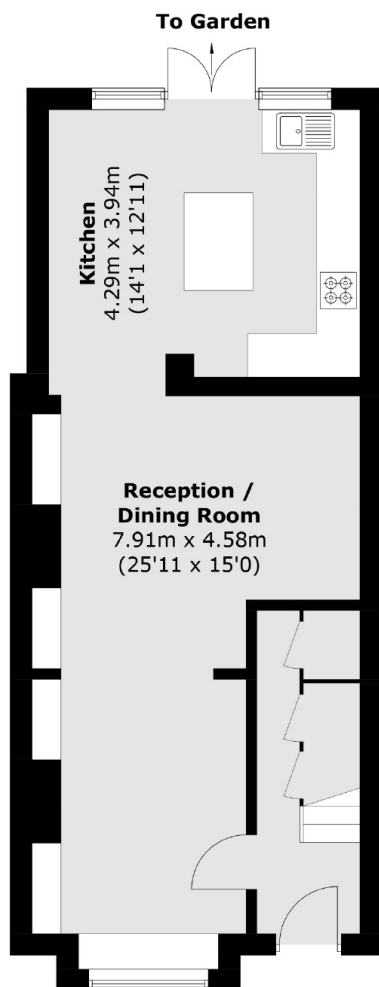 To Garden
Kitchen
4.29m x 3.94m
(14'1 x 12'11)
Reception /
Dining Room
7.91m x 4.58m
(25'11 x 15'0)